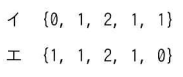 イ {0, 1, 2, 1, 1}
エ {1, 1, 2, 1, 0}